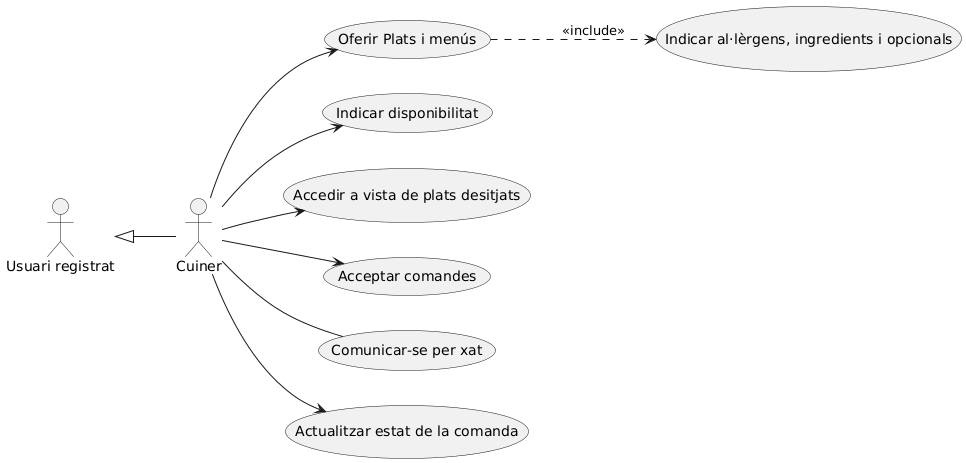 Oferir Plats i menús
«include»
Indicar al·lèrgens, ingredients i opcionals
Indicar disponibilitat
Accedir a vista de plats desitjats
Usuari registrat
Cuiner
Acceptar comandes
Comunicar-se per xat
Actualitzar estat de la comanda